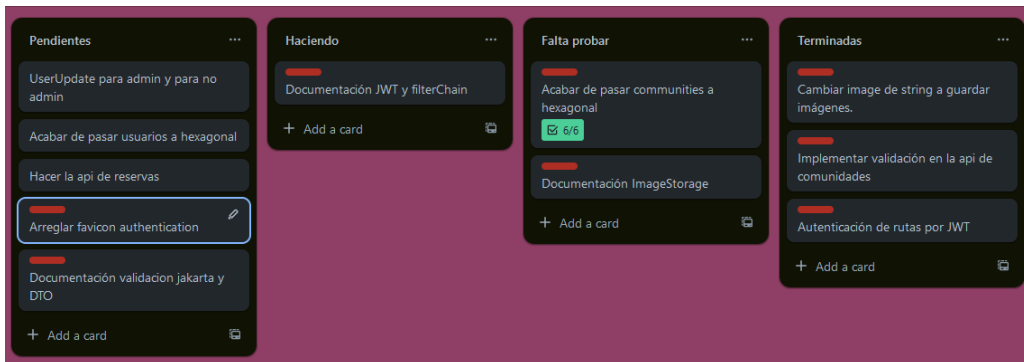 Pendientes
UserUpdate para admin y para no
admin
Acabar de pasar usuarios a hexagonal
Hacer la api de reservas
Arreglar favicon authentication
Documentación validacion jakarta y
DTO
+ Add a card
Haciendo
Documentación JWT y filterChain
+ Add a card
Falta probar
Acabar de pasar communities a
hexagonal
6/6
Documentación ImageStorage
+ Add a card
Terminadas
Cambiar image de string a guardar
imágenes.
Implementar validación en la api de
comunidades
Autenticación de rutas por JWT
+ Add a card